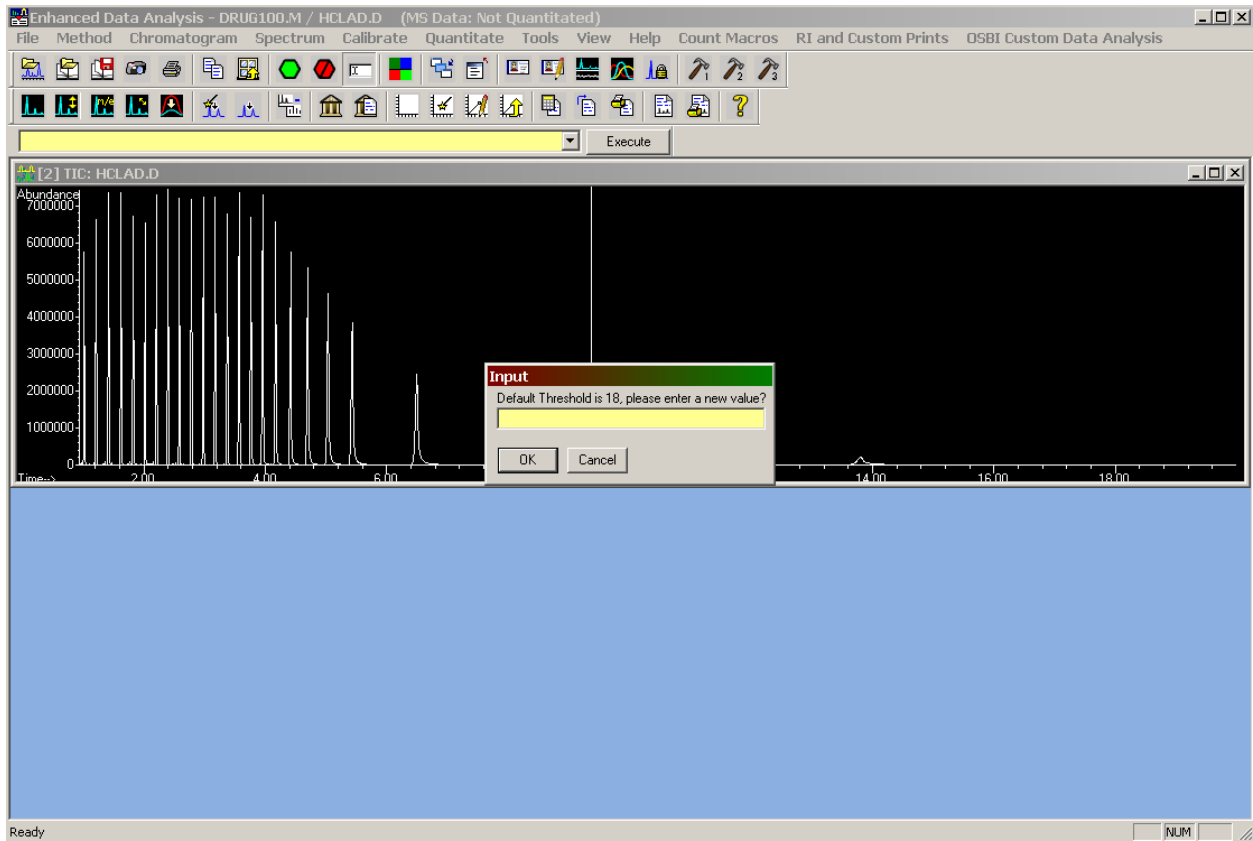 Enhanced Data Analysis - DRUG100.M / HCLAD.D (MS Data: Not Quantitated)
File Method Chromatogram Spectrum Calibrate Quantitate Tools View Help Count Macros RI and Custom Prints OSBI Custom Data Analysis
Execute
[2] TIC: HCLAD.D
Abundance
7000000
6000000
5000000
4000000
3000000
2000000
1000000
0
Time--> 2.00 4.00 6.00 14.00 16.00 18.00
Input
Default Threshold is 18, please enter a new value?
OK Cancel
Ready NUM